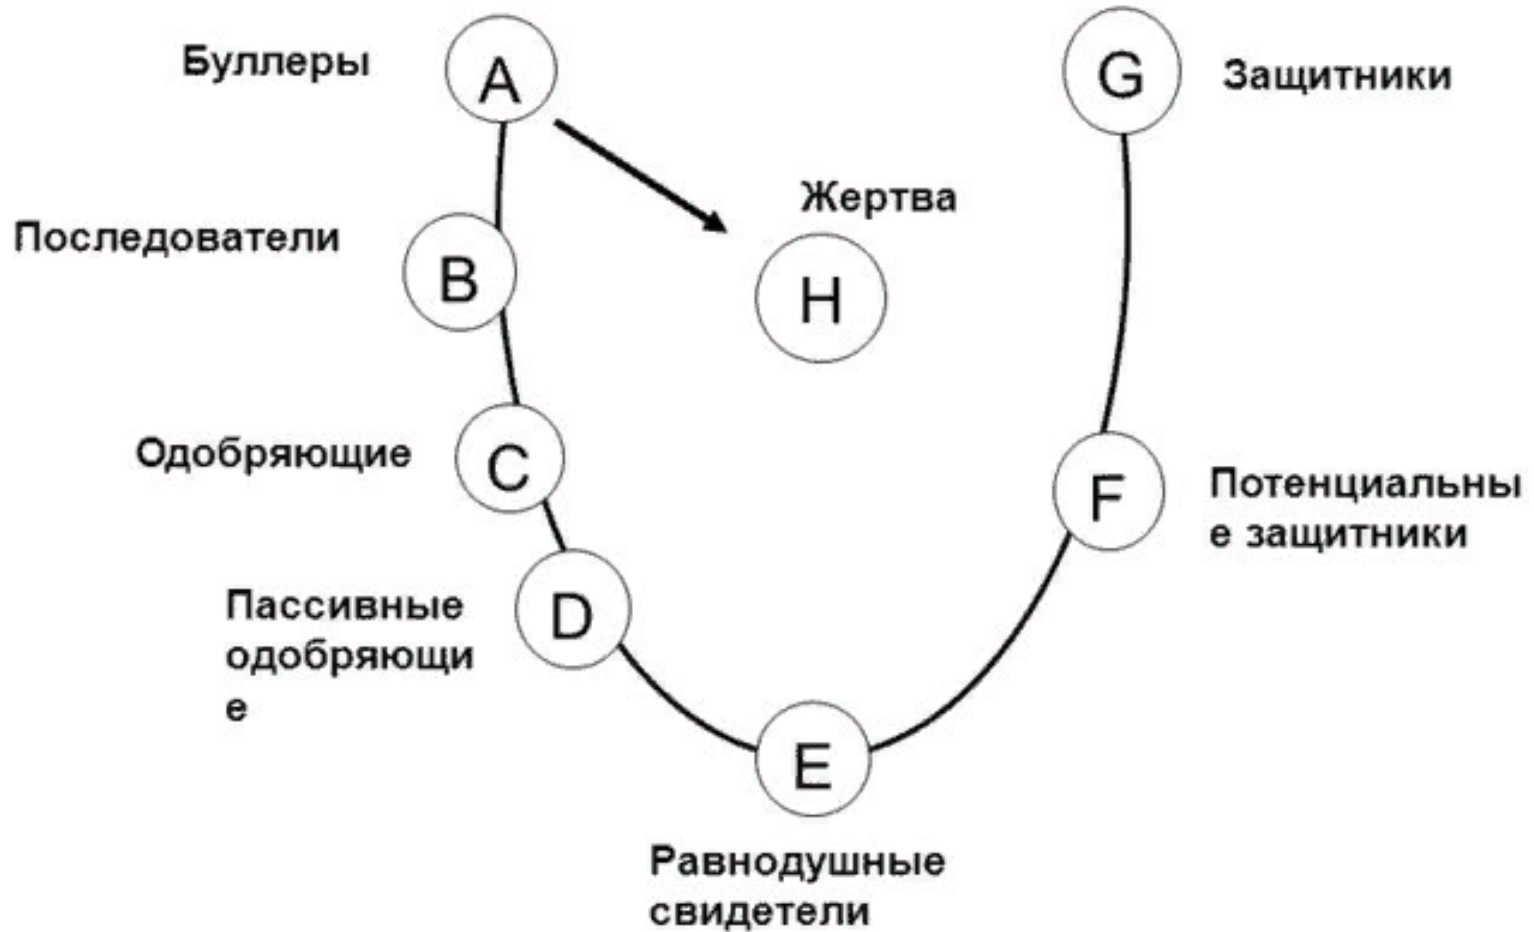 Буллеры
A
G
Защитники
Жертва
H
Последователи
B
Одобряющие
C
F
Потенциальны
е защитники
Пассивные
одобряющи
е
D
E
Равнодушные
свидетели